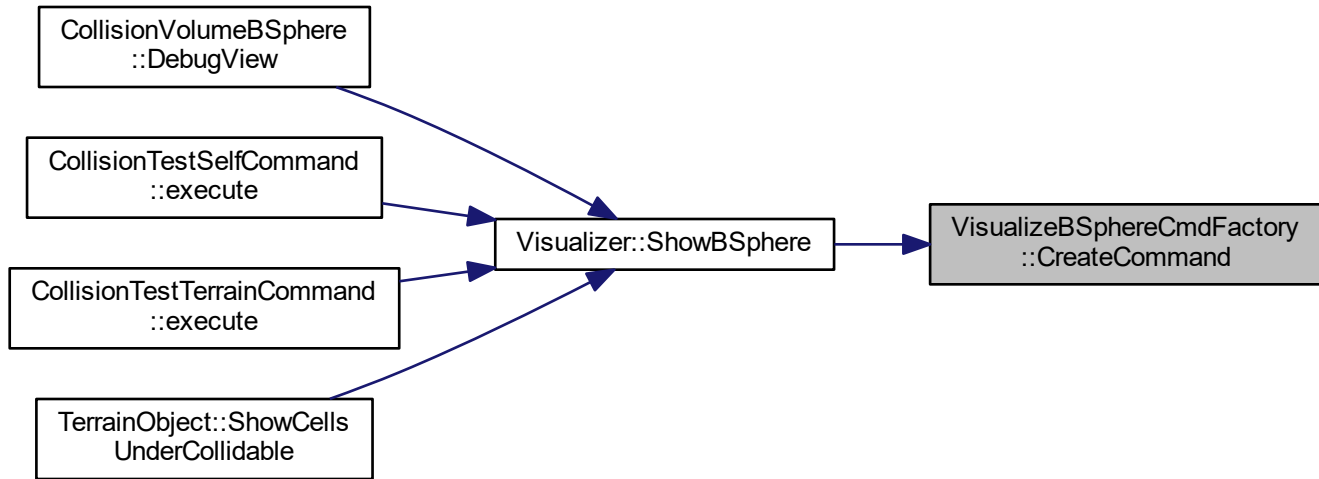 CollisionVolumeBSphere
::DebugView
CollisionTestSelfCommand
::execute
CollisionTestTerrainCommand
::execute
TerrainObject::ShowCells
UnderCollidable
Visualizer::ShowBSphere
VisualizeBSphereCmdFactory
::CreateCommand